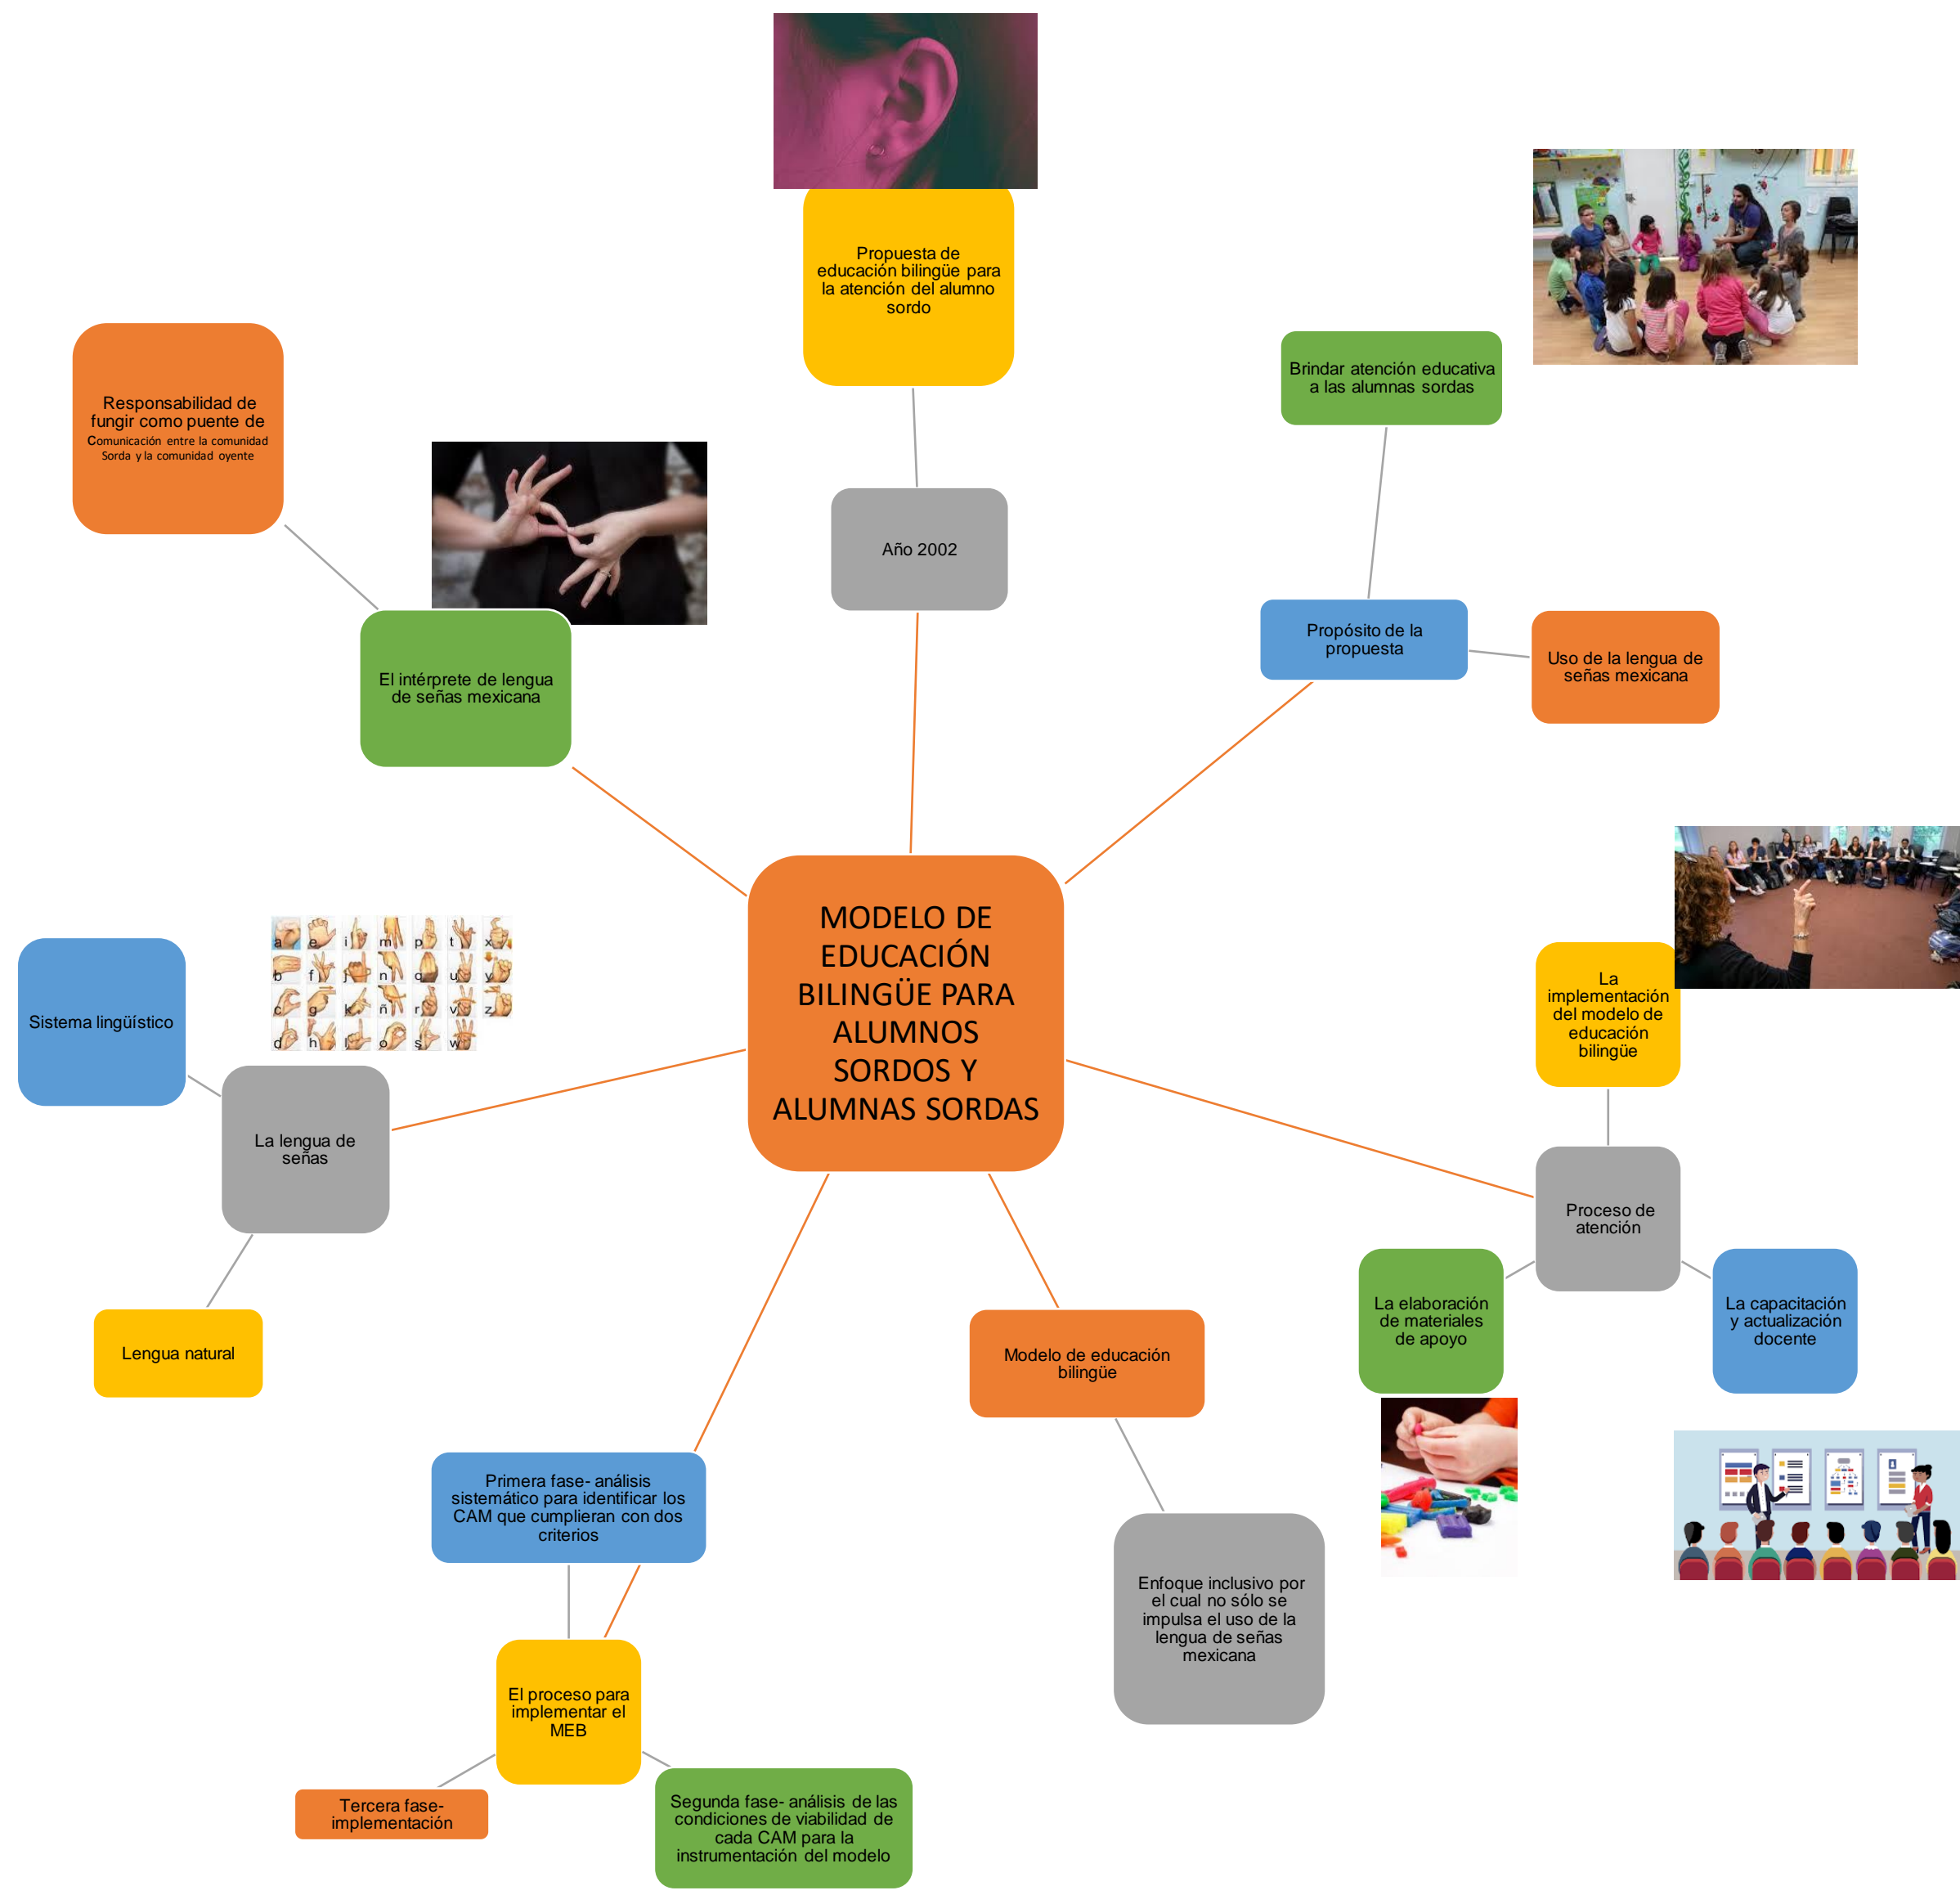 Propuesta de
educación bilingüe para
la atención del alumno
sordo
Año 2002
Brindar atención educativa
a las alumnas sordas
Propósito de la
propuesta
Uso de la lengua de
señas mexicana
Responsabilidad de
fungir como puente de
Comunicación entre la comunidad
Sorda y la comunidad oyente
El intérprete de lengua
de señas mexicana
MODELO DE
EDUCACIÓN
BILINGÜE PARA
ALUMNOS
SORDOS Y
ALUMNAS SORDAS
La
implementación
del modelo de
educación
bilingüe
Proceso de
atención
La elaboración
de materiales
de apoyo
La capacitación
y actualización
docente
a e i m p t x
b f j n q u y
c g k ñ r v z
d h l o s w
Sistema lingüístico
La lengua de
señas
Lengua natural
Modelo de educación
bilingüe
Enfoque inclusivo por
el cual no sólo se
impulsa el uso de la
lengua de señas
mexicana
Primera fase- análisis
sistemático para identificar los
CAM que cumplieran con dos
criterios
El proceso para
implementar el
MEB
Tercera fase-
implementación
Segunda fase- análisis de las
condiciones de viabilidad de
cada CAM para la
instrumentación del modelo